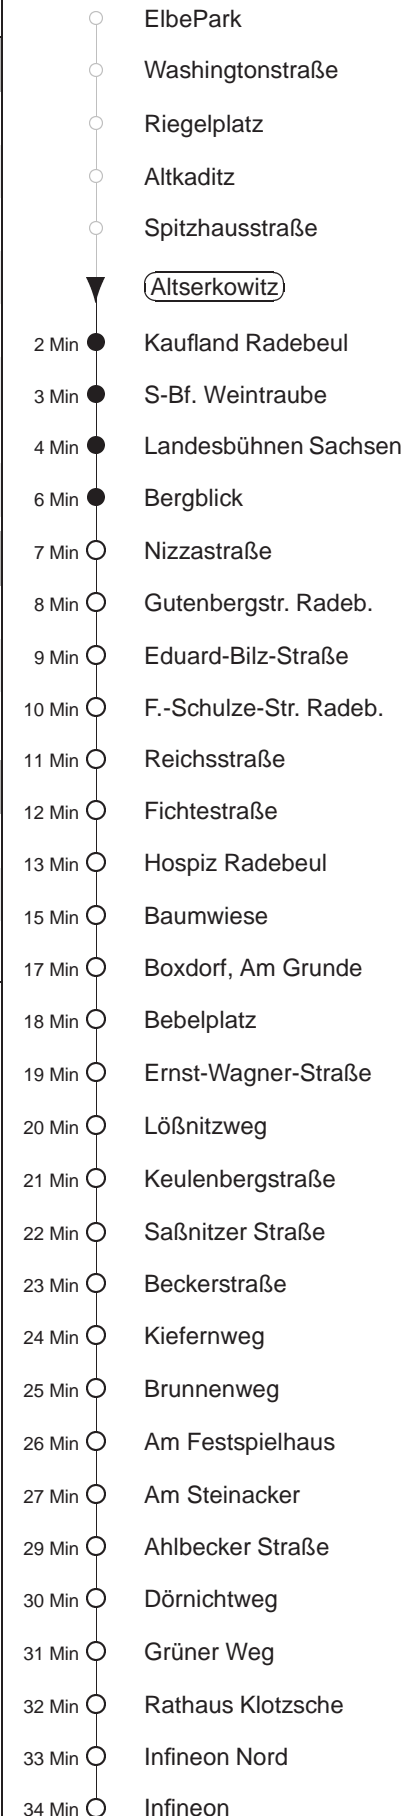 ElbePark
Washingtonstraße
Riegelplatz
Altkaditz
Spitzhausstraße
Altserkowitz
2 Min Kaufland Radebeul
3 Min S-Bf. Weintraube
4 Min Landesbühnen Sachsen
6 Min Bergblick
7 Min Nizzastraße
8 Min Gutenbergstr. Radeb.
9 Min Eduard-Bilz-Straße
10 Min F.-Schulze-Str. Radeb.
11 Min Reichsstraße
12 Min Fichtestraße
13 Min Hospiz Radebeul
15 Min Baumwiese
17 Min Boxdorf, Am Grunde
18 Min Bebelplatz
19 Min Ernst-Wagner-Straße
20 Min Lößnitzweg
21 Min Keulenbergstraße
22 Min Saßnitzer Straße
23 Min Beckerstraße
24 Min Kiefernweg
25 Min Brunnenweg
26 Min Am Festspielhaus
27 Min Am Steinacker
29 Min Ahlbecker Straße
30 Min Dörnichtweg
31 Min Grüner Weg
32 Min Rathaus Klotzsche
33 Min Infineon Nord
34 Min Infineon